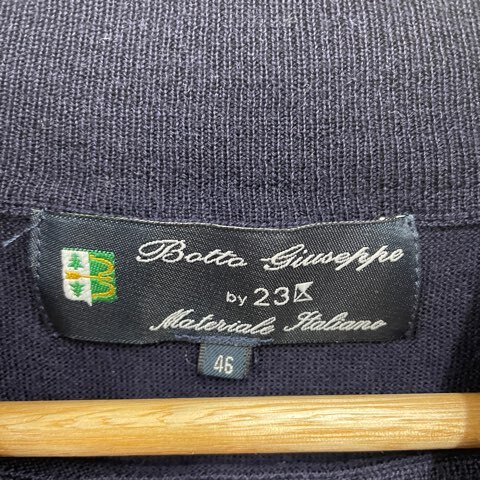 Botto Giuseppe
by 23区
Materiale Italiano
46